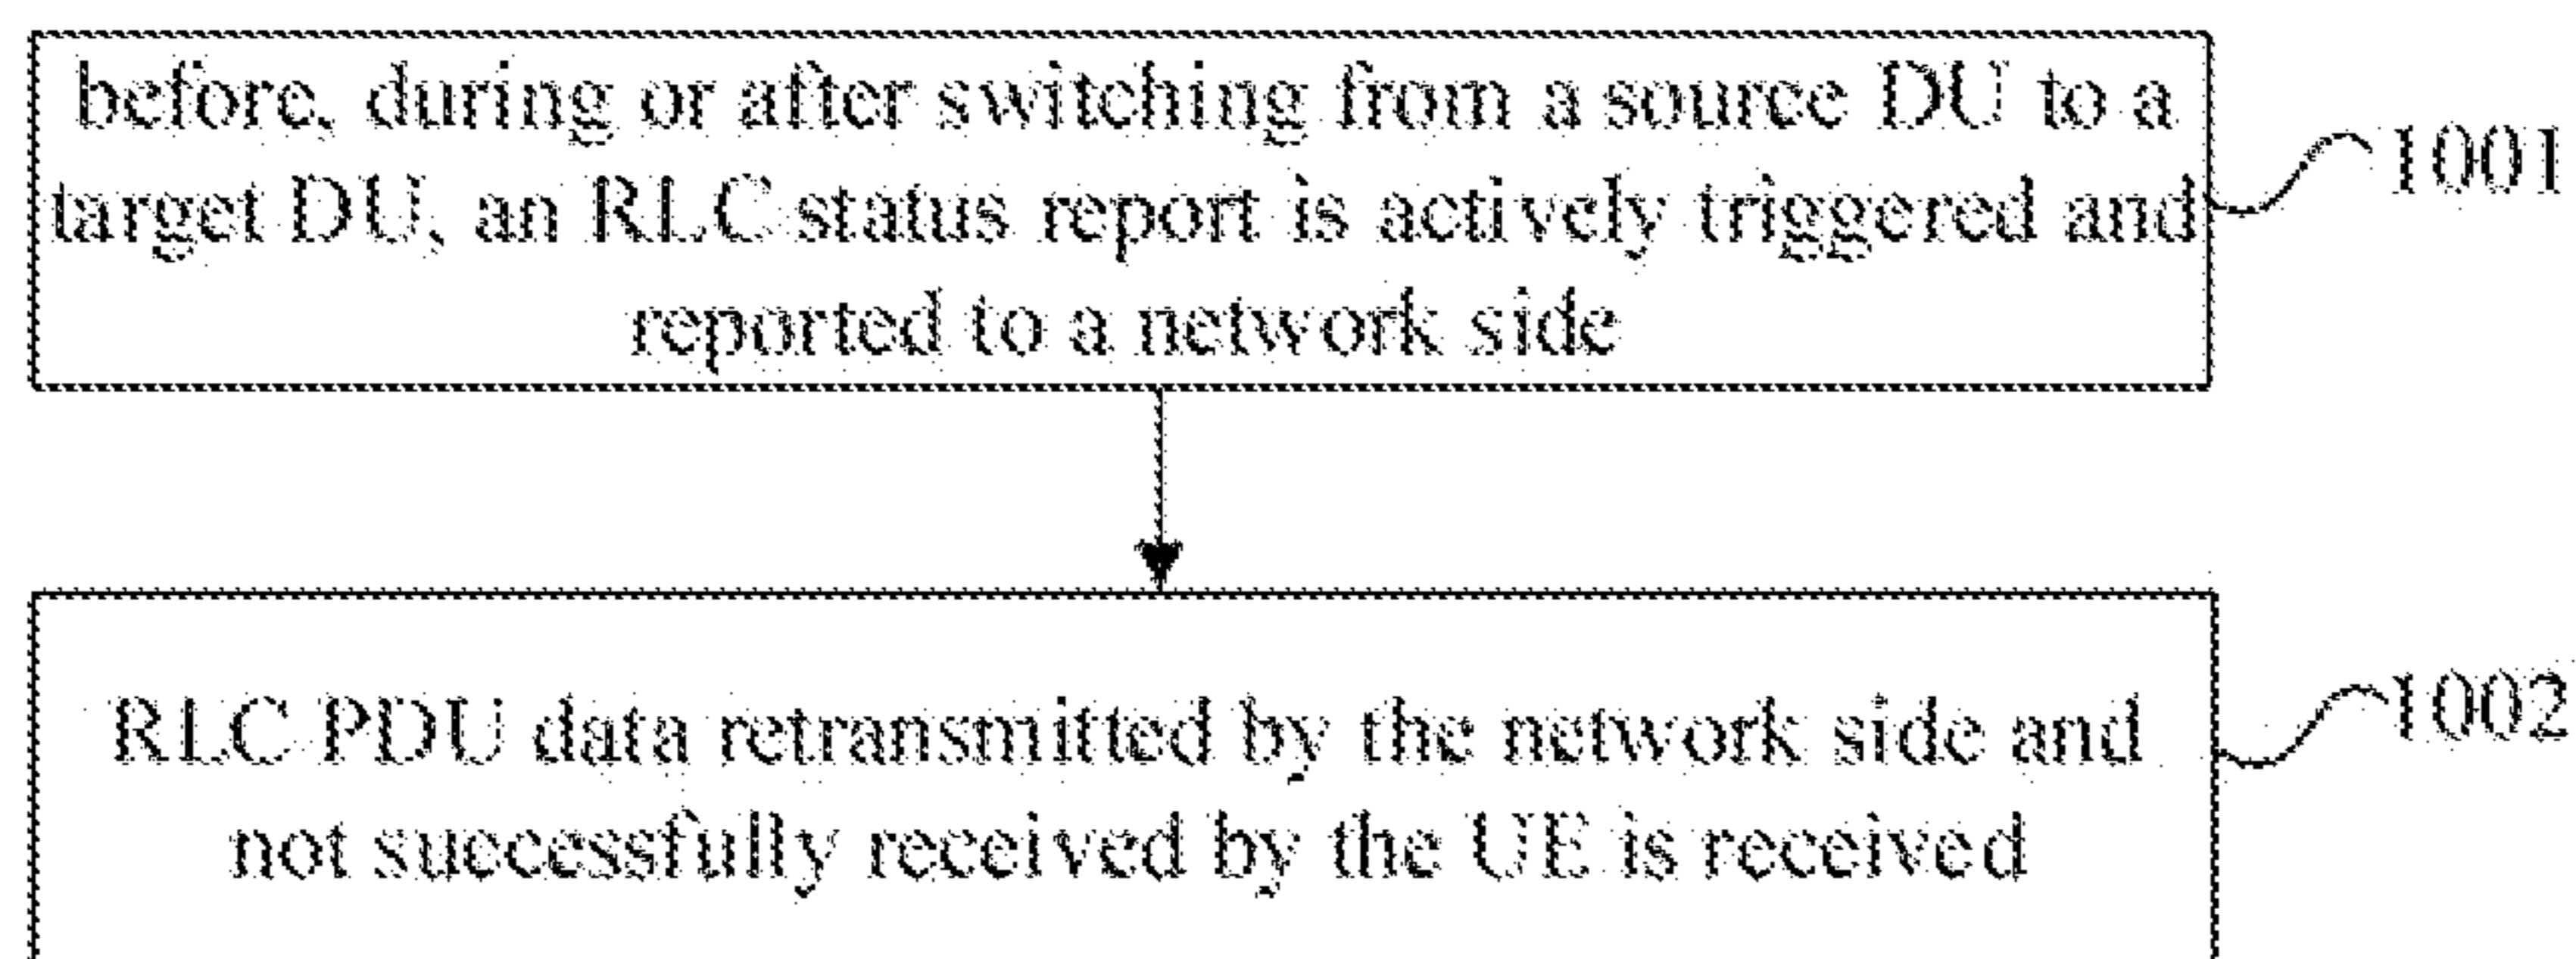 before, during or after switching from a source DU to a
target DU, an RLC status report is actively triggered and
reported to a network side
1001
RLC PDU data retransmitted by the network side and
not successfully received by the UE is received
1002